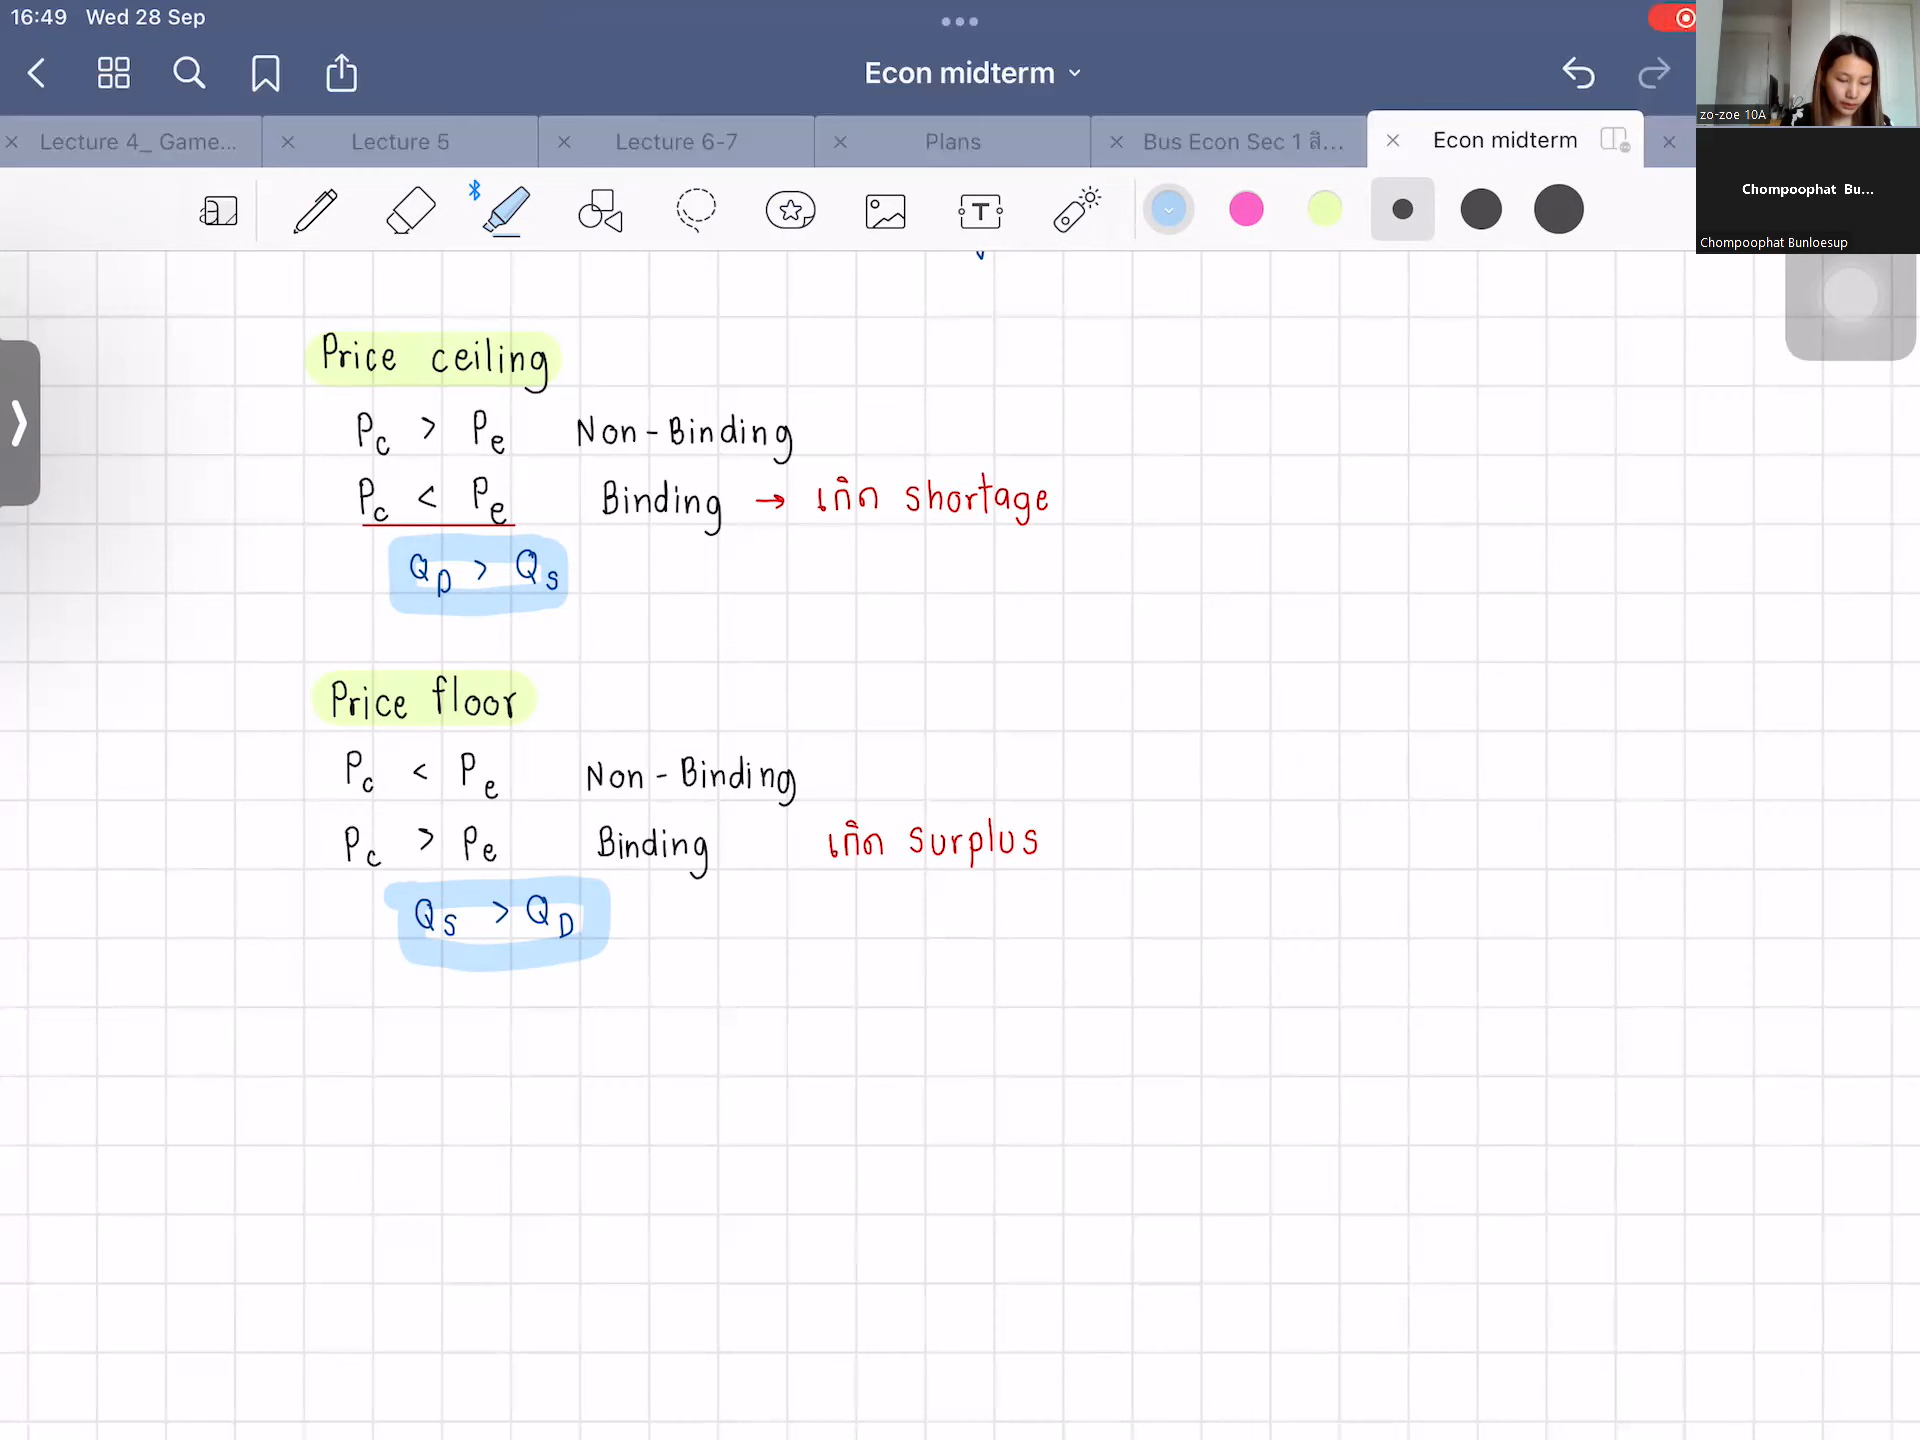 16:49 Wed 28 Sep
Econ midterm
Lecture 4_ Game...
Lecture 5
Lecture 6-7
Plans
Bus Econ Sec 1 สิ...
Econ midterm
zo-zoe 10A
Chompoophat Bu...
Chompoophat Bunloesup
Price ceiling
Pc > Pe Non-Binding
Pc < Pe Binding → เกิด shortage
QD > QS
Price floor
Pc < Pe Non-Binding
Pc > Pe Binding เกิด surplus
QS > QD